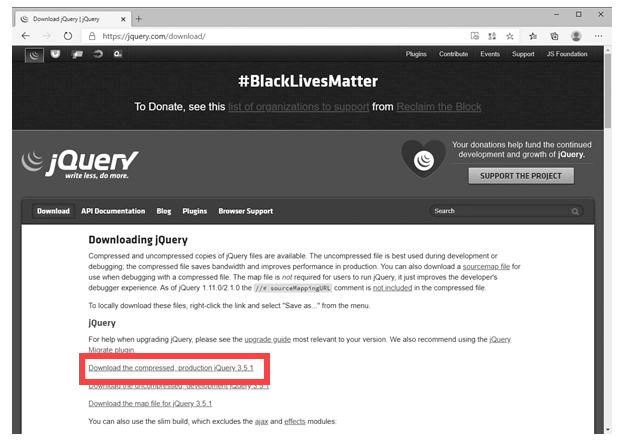 Download jQuery | jQuery
https://jquery.com/download/
Plugins Contribute Events Support JS Foundation
#BlackLivesMatter
To Donate, see this list of organizations to support from Reclaim the Block
jQuery
write less, do more.
Your donations help fund the continued
development and growth of jQuery.
SUPPORT THE PROJECT
Download API Documentation Blog Plugins Browser Support Search
Downloading jQuery
Compressed and uncompressed copies of jQuery files are available. The uncompressed file is best used during development or
debugging; the compressed file saves bandwidth and improves performance in production. You can also download a sourcemap file for
use when debugging with a compressed file. The map file is not required for users to run jQuery, it just improves the developer's
debugger experience. As of jQuery 1.11.0/2.1.0 the //# sourceMappingURL comment is not included in the compressed file.
To locally download these files, right-click the link and select "Save as..." from the menu.
jQuery
For help when upgrading jQuery, please see the upgrade guide most relevant to your version. We also recommend using the jQuery
Migrate plugin.
Download the compressed, production jQuery 3.5.1
Download the uncompressed, development jQuery 3.5.1
Download the map file for jQuery 3.5.1
You can also use the slim build, which excludes the ajax and effects modules: